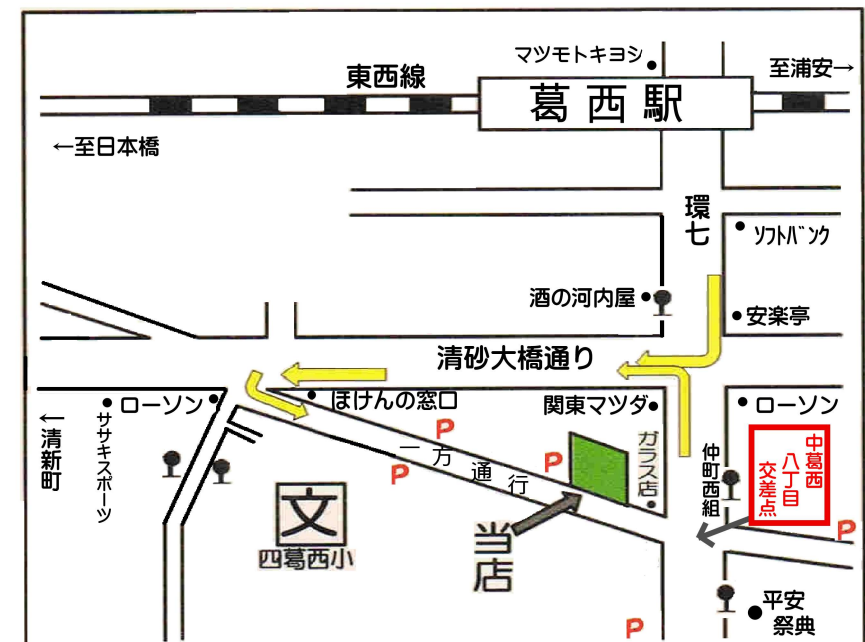 マツモトキヨシ
東西線
至浦安→
葛西駅
←至日本橋
環七
ソフトバンク
酒の河内屋
安楽亭
清砂大橋通り
ローソン
ほけんの窓口
関東マツダ
ローソン
←清新町
ササキスポーツ
P
P
一方通行
P
ガラス店
仲町西組
中葛西
八丁目
交差点
P
文
四葛西小
当店
平安
祭典
P